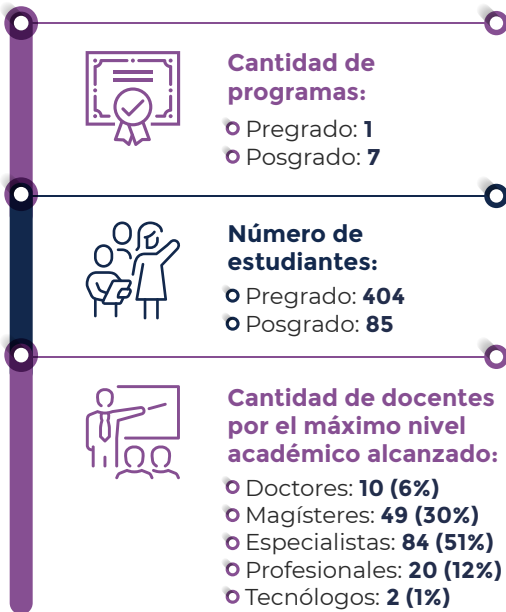 Cantidad de
programas:
Pregrado: 1
Posgrado: 7
Número de
estudiantes:
Pregrado: 404
Posgrado: 85
Cantidad de docentes
por el máximo nivel
académico alcanzado:
Doctores: 10 (6%)
Magísteres: 49 (30%)
Especialistas: 84 (51%)
Profesionales: 20 (12%)
Tecnólogos: 2 (1%)